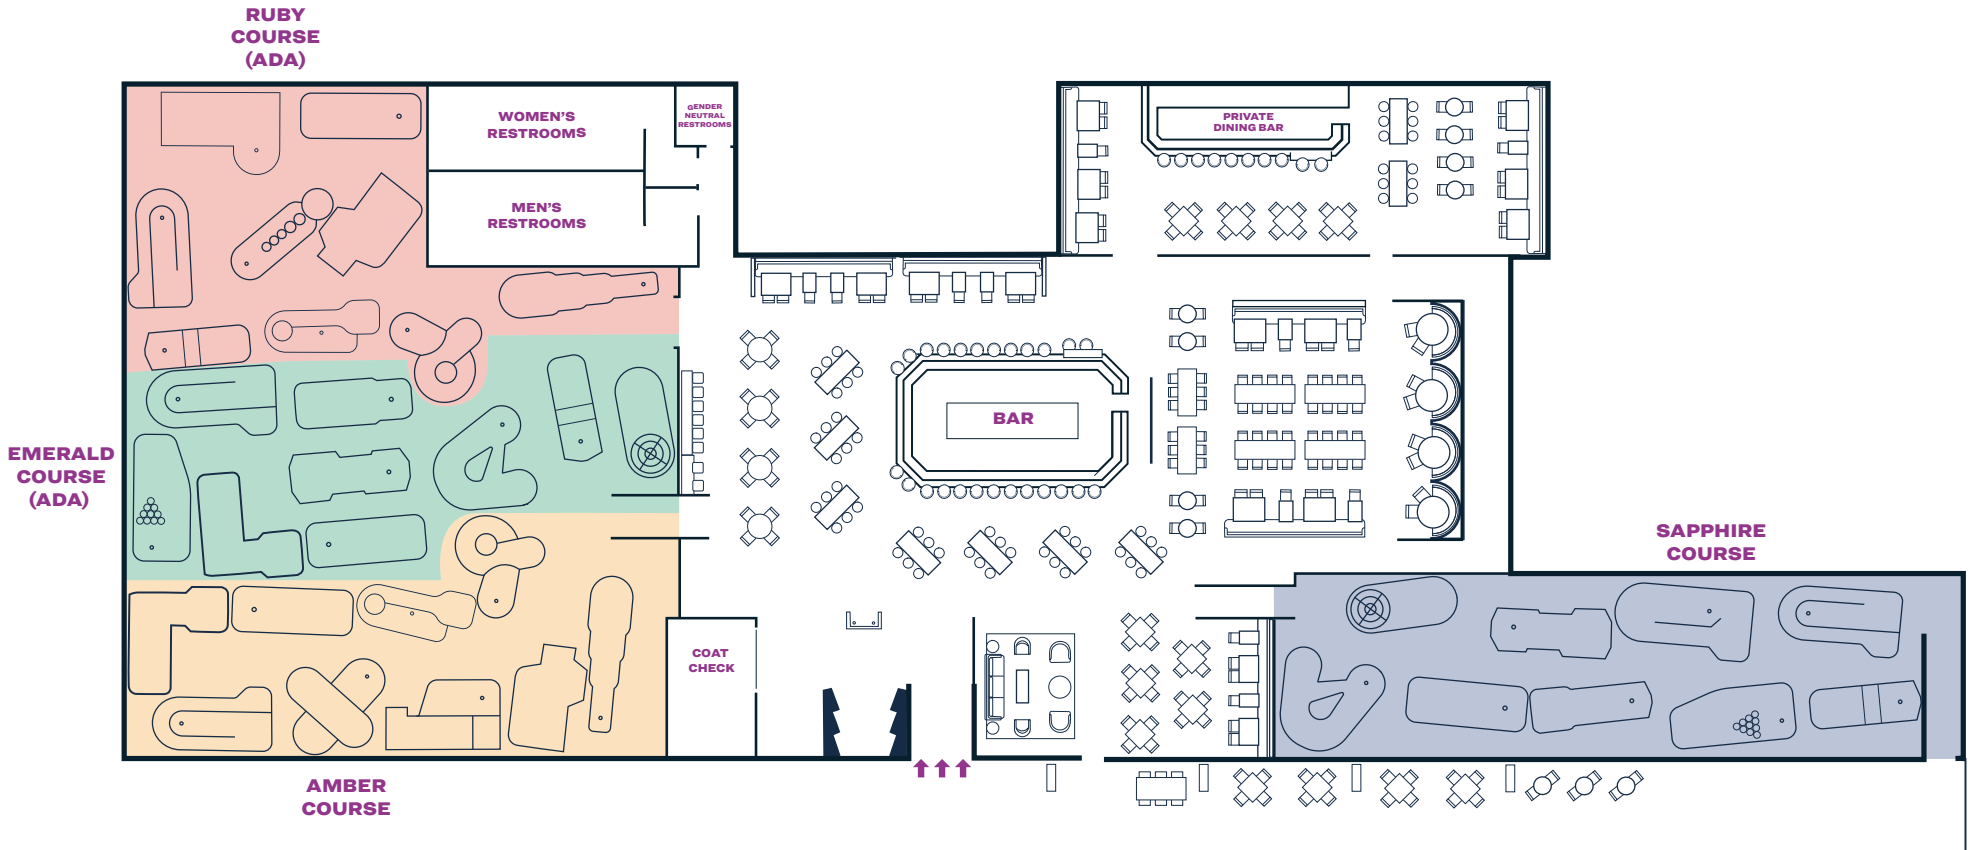 RUBY
COURSE
(ADA)
WOMEN'S
RESTROOMS
GENDER
NEUTRAL
RESTROOMS
MEN'S
RESTROOMS
PRIVATE
DINING BAR
BAR
EMERALD
COURSE
(ADA)
SAPPHIRE
COURSE
COAT
CHECK
AMBER
COURSE